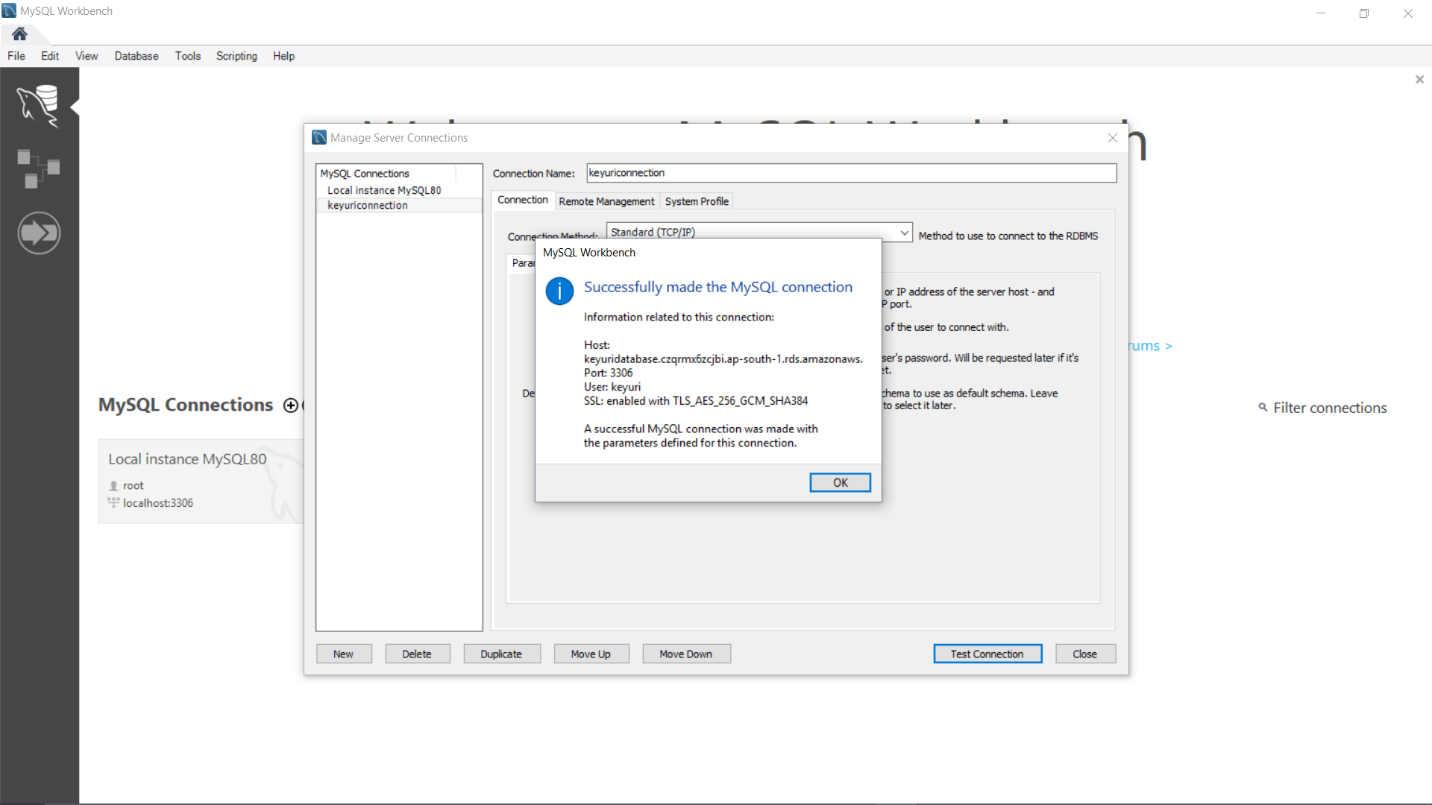 MySQL Workbench
File Edit View Database Tools Scripting Help
Manage Server Connections
MySQL Connections
Local instance MySQL80
keyuriconnection
Connection Name: keyuriconnection
Connection Remote Management System Profile
Connection Method: Standard (TCP/IP) Method to use to connect to the RDBMS
MySQL Workbench
Successfully made the MySQL connection
Information related to this connection:
Host:
keyuridatabase.czqrmx6zcjbi.ap-south-1.rds.amazonaws.
Port: 3306
User: keyuri
SSL: enabled with TLS_AES_256_GCM_SHA384
A successful MySQL connection was made with
the parameters defined for this connection.
OK
or IP address of the server host - and
P port.
of the user to connect with.
ser's password. Will be requested later if it's
et.
chema to use as default schema. Leave
to select it later.
rums >
MySQL Connections
Filter connections
Local instance MySQL80
root
localhost:3306
New Delete Duplicate Move Up Move Down Test Connection Close